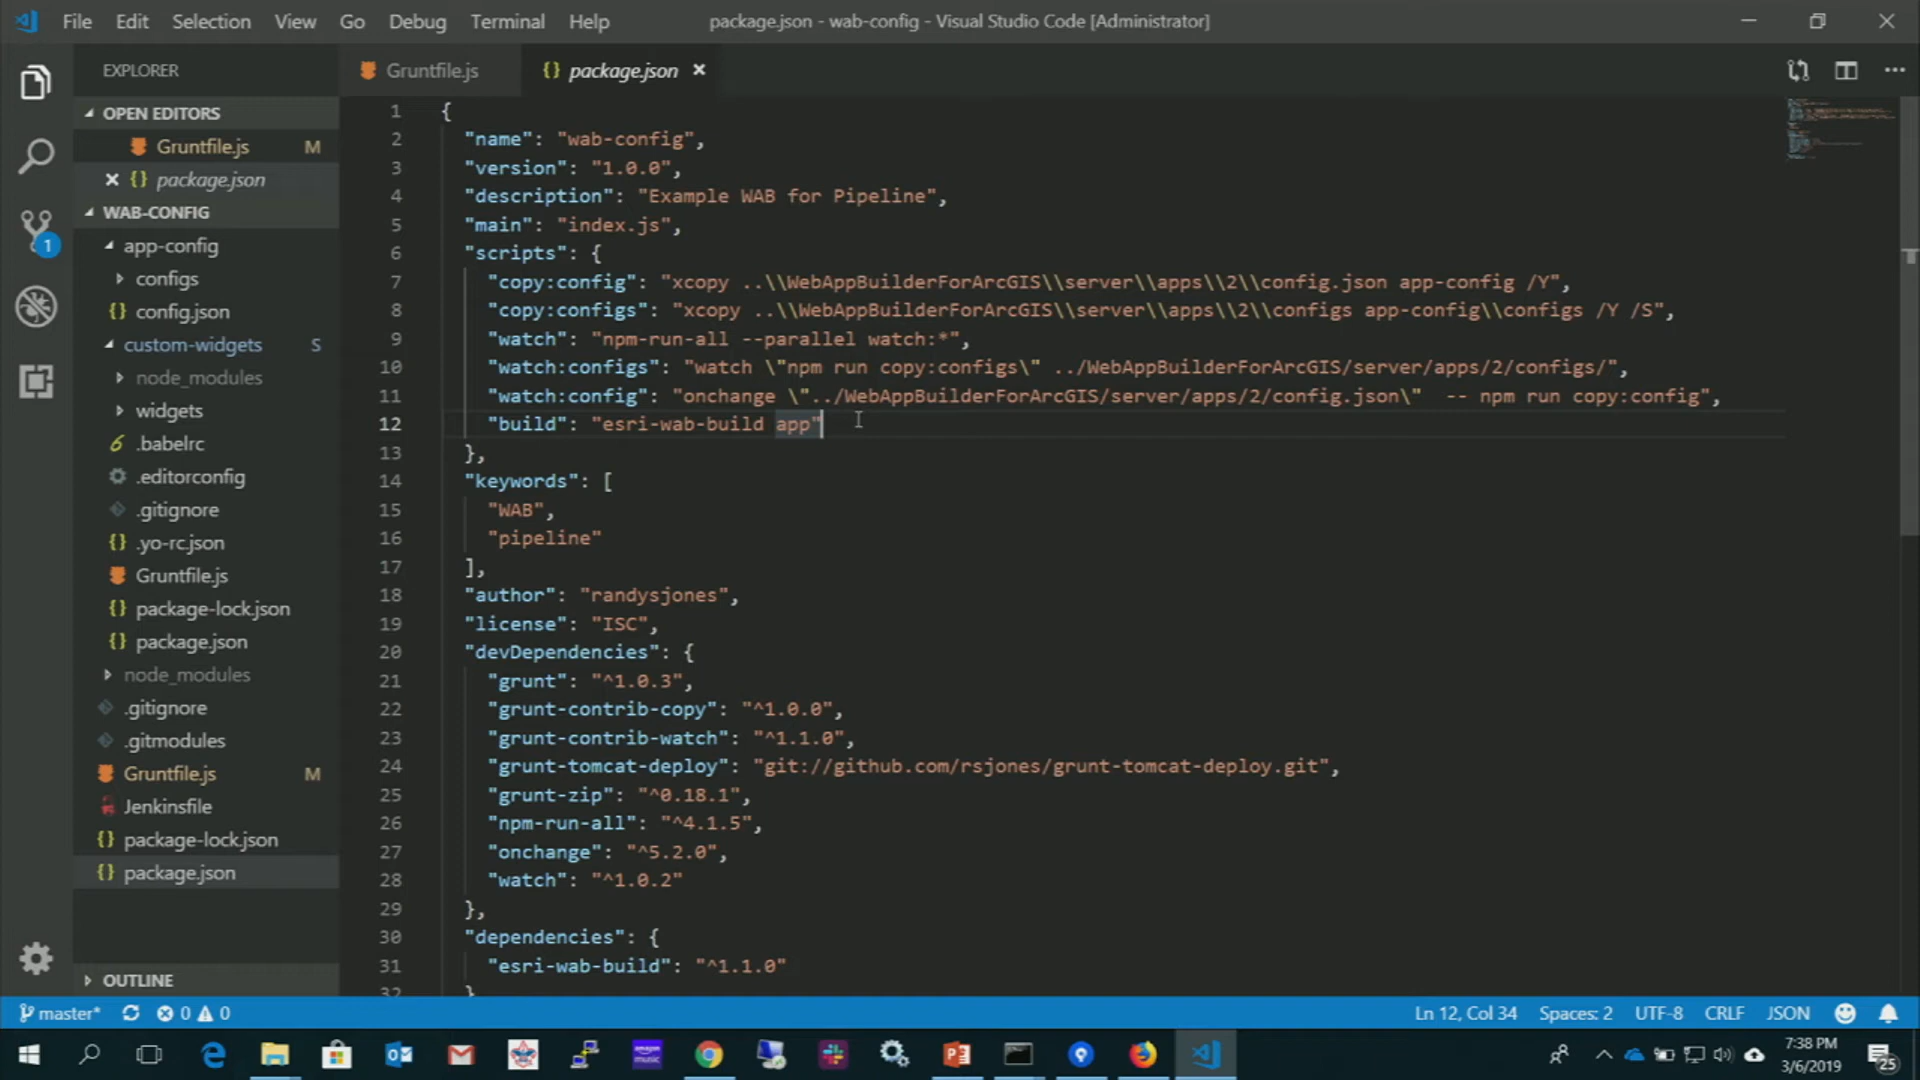 File Edit Selection View Go Debug Terminal Help
package.json - wab-config - Visual Studio Code [Administrator]
EXPLORER
OPEN EDITORS
Gruntfile.js M
package.json
WAB-CONFIG
app-config
configs
config.json
custom-widgets S
node_modules
widgets
.babelrc
.editorconfig
.gitignore
.yo-rc.json
Gruntfile.js
package-lock.json
package.json
node_modules
.gitignore
.gitmodules
Gruntfile.js M
Jenkinsfile
package-lock.json
package.json
OUTLINE
1
Gruntfile.js
package.json
1 {
2 "name": "wab-config",
3 "version": "1.0.0",
4 "description": "Example WAB for Pipeline",
5 "main": "index.js",
6 "scripts": {
7 "copy:config": "xcopy ..\\WebAppBuilderForArcGIS\\server\\apps\\2\\config.json app-config /Y",
8 "copy:configs": "xcopy ..\\WebAppBuilderForArcGIS\\server\\apps\\2\\configs app-config\\configs /Y /S",
9 "watch": "npm-run-all --parallel watch:*",
10 "watch:configs": "watch \"npm run copy:configs\" ../WebAppBuilderForArcGIS/server/apps/2/configs/",
11 "watch:config": "onchange \"../WebAppBuilderForArcGIS/server/apps/2/config.json\" -- npm run copy:config",
12 "build": "esri-wab-build app"
13 },
14 "keywords": [
15 "WAB",
16 "pipeline"
17 ],
18 "author": "randysjones",
19 "license": "ISC",
20 "devDependencies": {
21 "grunt": "^1.0.3",
22 "grunt-contrib-copy": "^1.0.0",
23 "grunt-contrib-watch": "^1.1.0",
24 "grunt-tomcat-deploy": "git://github.com/rsjones/grunt-tomcat-deploy.git",
25 "grunt-zip": "^0.18.1",
26 "npm-run-all": "^4.1.5",
27 "onchange": "^5.2.0",
28 "watch": "^1.0.2"
29 },
30 "dependencies": {
31 "esri-wab-build": "^1.1.0"
32 }
master* 0 0
Ln 12, Col 34 Spaces: 2 UTF-8 CRLF JSON
7:38 PM
3/6/2019
25